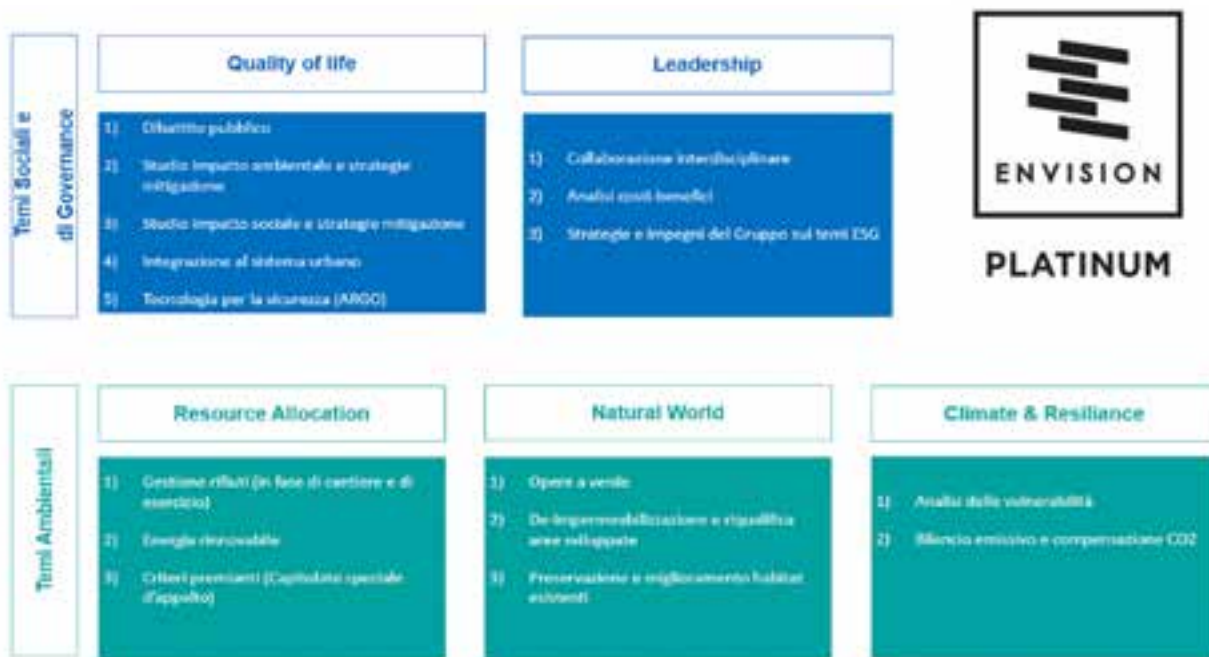 Temi Sociali e
di Governance
Quality of life
1) Dibattito pubblico
2) Studio impatto ambientale e strategie
mitigazione
3) Studio impatto sociale e strategie mitigazione
4) Integrazione al sistema urbano
5) Tecnologia per la sicurezza (ARGO)
Leadership
1) Collaborazione interdisciplinare
2) Analisi costi-benefici
3) Strategie e Impegni del Gruppo sui temi ESG
ENVISION
PLATINUM
Temi Ambientali
Resource Allocation
1) Gestione rifiuti (in fase di cantiere e di
esercizio)
2) Energia rinnovabile
3) Criteri premianti (Capitolato speciale
d'appalto)
Natural World
1) Opere a verde
2) De-impermeabilizzazione e riqualifica
aree sviluppate
3) Preservazione e miglioramento habitat
esistenti
Climate & Resiliance
1) Analisi delle vulnerabilità
2) Bilancio emissivo e compensazione CO2